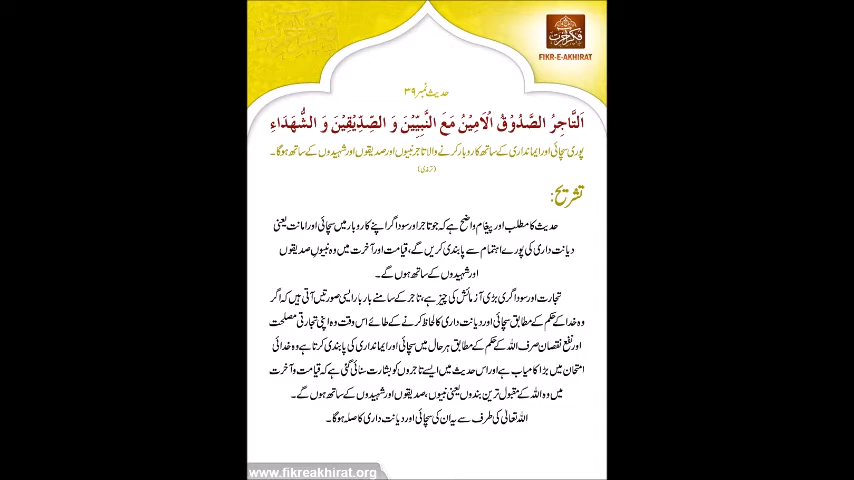 فکر آخرت
FIKR-E-AKHIRAT
حدیث نمبر ۳۹
اَلتَّاجِرُ الصَّدُوْقُ الْاَمِيْنُ مَعَ النَّبِيِّيْنَ وَ الصِّدِّيْقِيْنَ وَ الشُّهَدَاءِ
پوری سچائی اور ایمانداری کے ساتھ کاروبار کرنے والا تاجر نبیوں اور صدیقوں اور شہیدوں کے ساتھ ہوگا۔
(ترمذی)
تشریح:
حدیث کا مطلب اور پیغام واضح ہے کہ جو تاجر اور سوداگر اپنے کاروبار میں سچائی اور امانت یعنی
دیانت داری کی پورے اہتمام سے پابندی کریں گے، قیامت اور آخرت میں وہ نبیوں صدیقوں
اور شہیدوں کے ساتھ ہوں گے۔
تجارت اور سوداگری بڑی آزمائش کی چیز ہے، تاجر کے سامنے بار بار ایسی صورتیں آتی ہیں کہ اگر
وہ خدا کے حکم کے مطابق سچائی اور دیانت داری کا لحاظ کرنے کے طائے اس وقت وہ اپنی تجارتی مصلحت
اور نفع نقصان صرف اللہ کے حکم کے مطابق ہر حال میں سچائی اور ایمانداری کی پابندی کرتا ہے وہ خدائی
امتحان میں بڑا کامیاب ہے اور اس حدیث میں ایسے تاجروں کو بشارت سنائی گئی ہے کہ قیامت و آخرت
میں وہ اللہ کے مقبول ترین بندوں یعنی نبیوں، صدیقوں اور شہیدوں کے ساتھ ہوں گے۔
اللہ تعالیٰ کی طرف سے یہ ان کی سچائی اور دیانت داری کا صلہ ہوگا۔
www.fikreakhirat.org